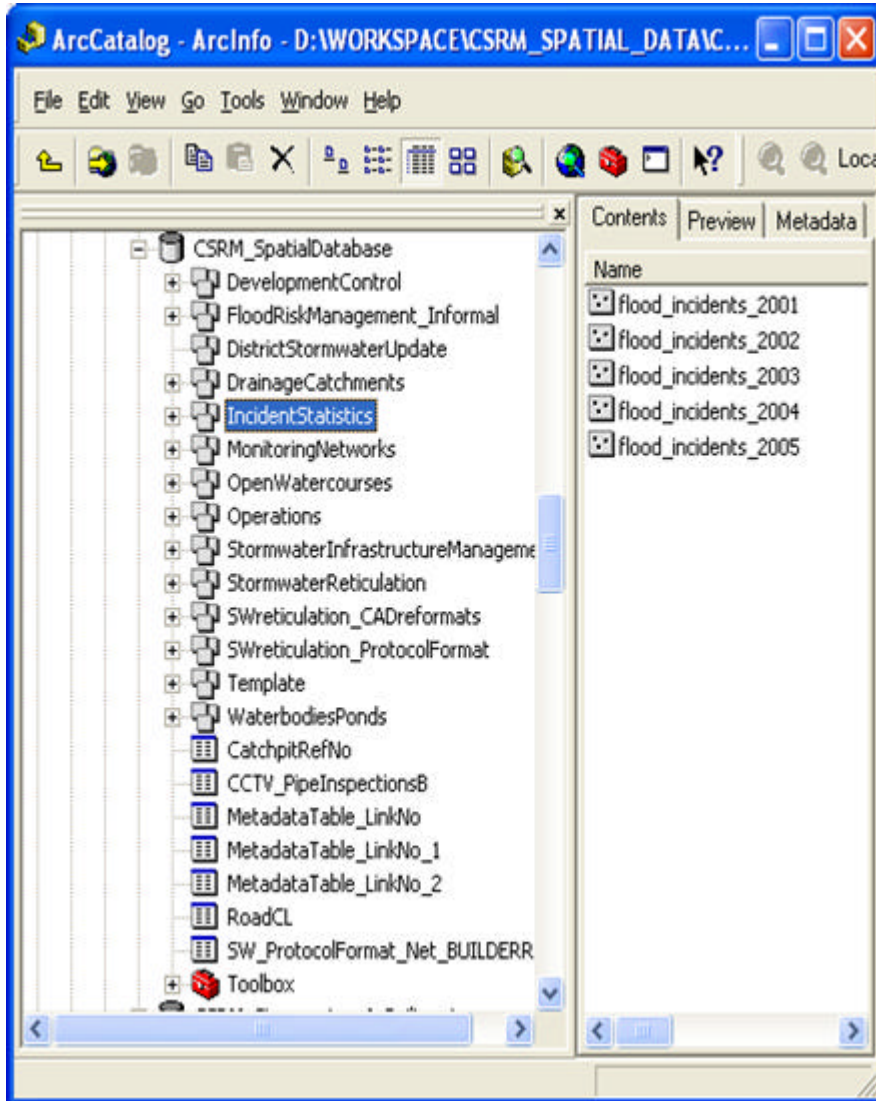 ArcCatalog - ArcInfo - D:\WORKSPACE\CSRM_SPATIAL_DATA\C...
File Edit View Go Tools Window Help
Loca
Contents Preview Metadata
CSRM_SpatialDatabase
DevelopmentControl
FloodRiskManagement_Informal
DistrictStormwaterUpdate
DrainageCatchments
IncidentStatistics
MonitoringNetworks
OpenWatercourses
Operations
StormwaterInfrastructureManageme
StormwaterReticulation
SWreticulation_CADreformats
SWreticulation_ProtocolFormat
Template
WaterbodiesPonds
CatchpitRefNo
CCTV_PipeInspectionsB
MetadataTable_LinkNo
MetadataTable_LinkNo_1
MetadataTable_LinkNo_2
RoadCL
SW_ProtocolFormat_Net_BUILDERR
Toolbox
Name
flood_incidents_2001
flood_incidents_2002
flood_incidents_2003
flood_incidents_2004
flood_incidents_2005